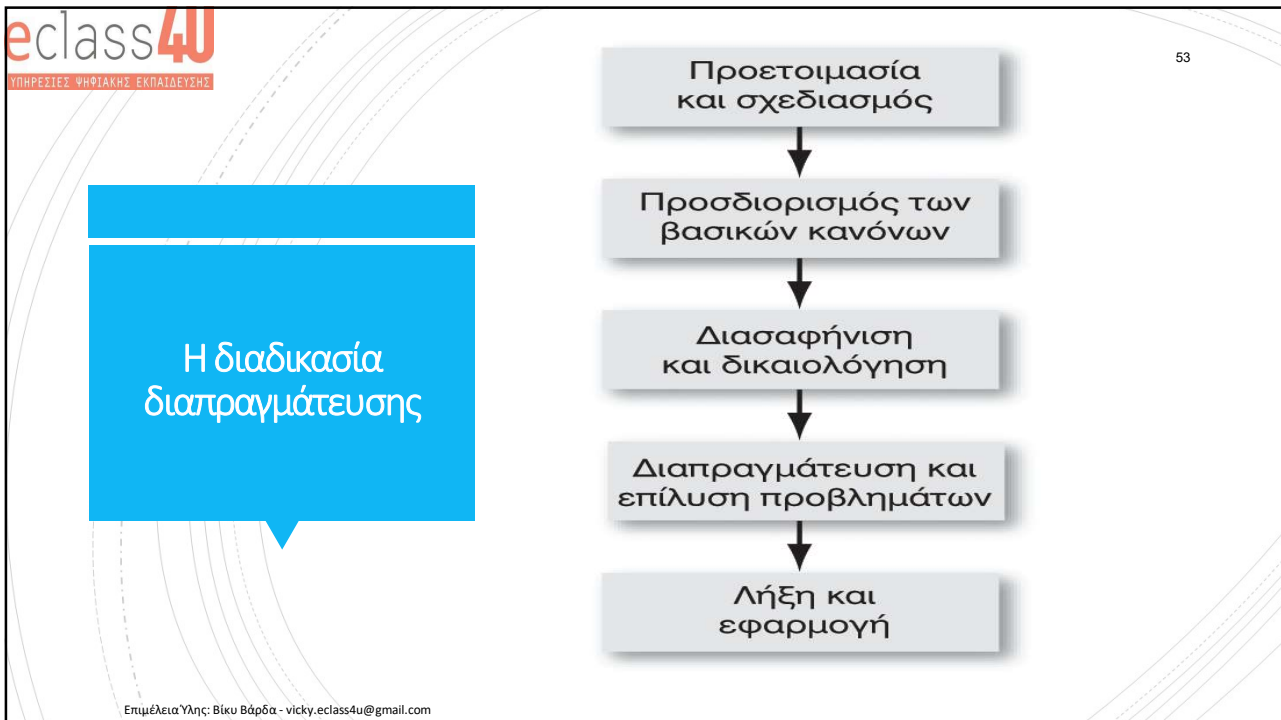 eclass4U
ΥΠΗΡΕΣΙΕΣ ΨΗΦΙΑΚΗΣ ΕΚΠΑΙΔΕΥΣΗΣ
53
Η διαδικασία
διαπραγμάτευσης
Προετοιμασία
και σχεδιασμός
Προσδιορισμός των
βασικών κανόνων
Διασαφήνιση
και δικαιολόγηση
Διαπραγμάτευση και
επίλυση προβλημάτων
Λήξη και
εφαρμογή
Επιμέλεια Ύλης: Βίκυ Βάρδα - vicky.eclass4u@gmail.com